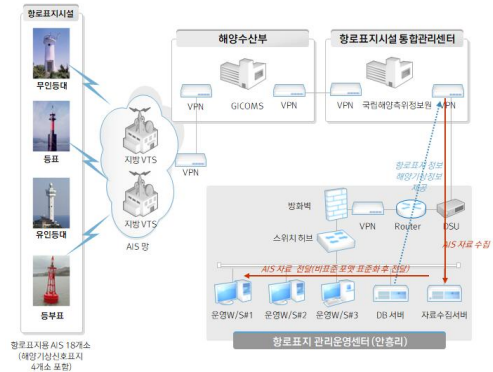 항로표지시설
무인등대
등표
유인등대
등부표
항로표지용 AIS 18개소
(해양기상신호표지
4개소 포함)
지방 VTS
지방 VTS
AIS 망
해양수산부
VPN
GICOMS
VPN
VPN
항로표지시설 통합관리센터
VPN
국립해양측위정보원
VPN
항로표지 정보
해양기상정보
제공
방화벽
VPN
Router
DSU
스위치 허브
AIS 자료 수집
AIS 자료 전달(비표준 포맷 표준화 후 전달)
운영W/S#1
운영W/S#2
운영W/S#3
DB 서버
자료수집서버
항로표지 관리운영센터 (안흥리)